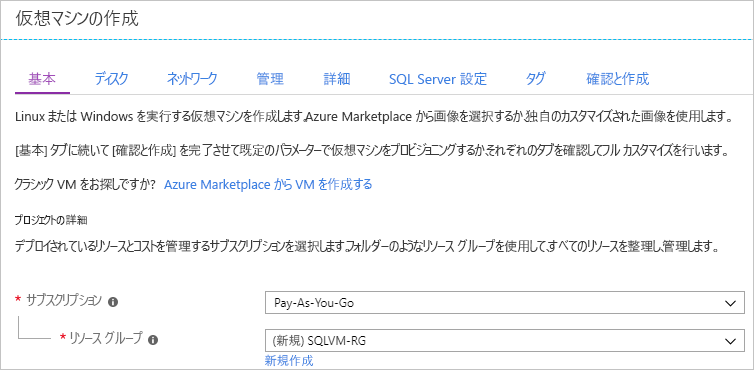 仮想マシンの作成
基本 ディスク ネットワーク 管理 詳細 SQL Server 設定 タグ 確認と作成
Linux または Windows を実行する仮想マシンを作成します。Azure Marketplace から画像を選択するか、独自のカスタマイズされた画像を使用します。
[基本] タブに続いて [確認と作成] を完了させて既定のパラメーターで仮想マシンをプロビジョニングするか、それぞれのタブを確認してフル カスタマイズを行います。
クラシック VM をお探しですか? Azure Marketplace から VM を作成する
プロジェクトの詳細
デプロイされているリソースとコストを管理するサブスクリプションを選択します。フォルダーのようなリソース グループを使用して、すべてのリソースを整理し、管理します。
* サブスクリプション Pay-As-You-Go
* リソース グループ (新規) SQLVM-RG
新規作成